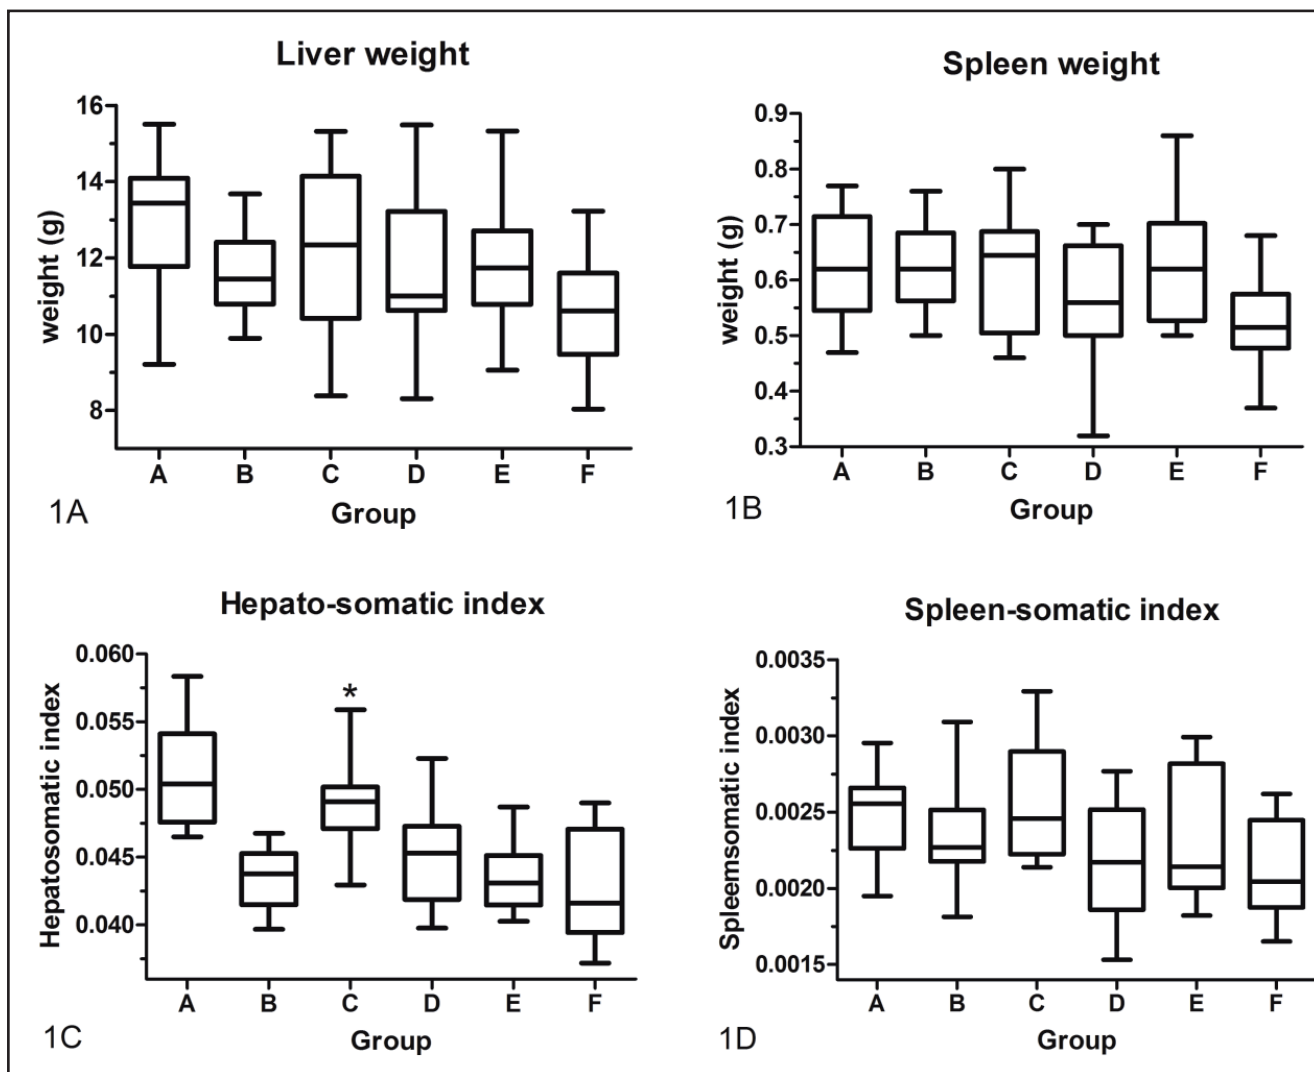 Liver weight
weight (g)
16
14
12
10
8
A B C D E F
Group
1A
Spleen weight
weight (g)
0.9
0.8
0.7
0.6
0.5
0.4
0.3
A B C D E F
Group
1B
Hepato-somatic index
Hepatosomatic index
0.060
0.055
0.050
0.045
0.040
*
A B C D E F
Group
1C
Spleen-somatic index
Spleemsomatic index
0.0035
0.0030
0.0025
0.0020
0.0015
A B C D E F
Group
1D